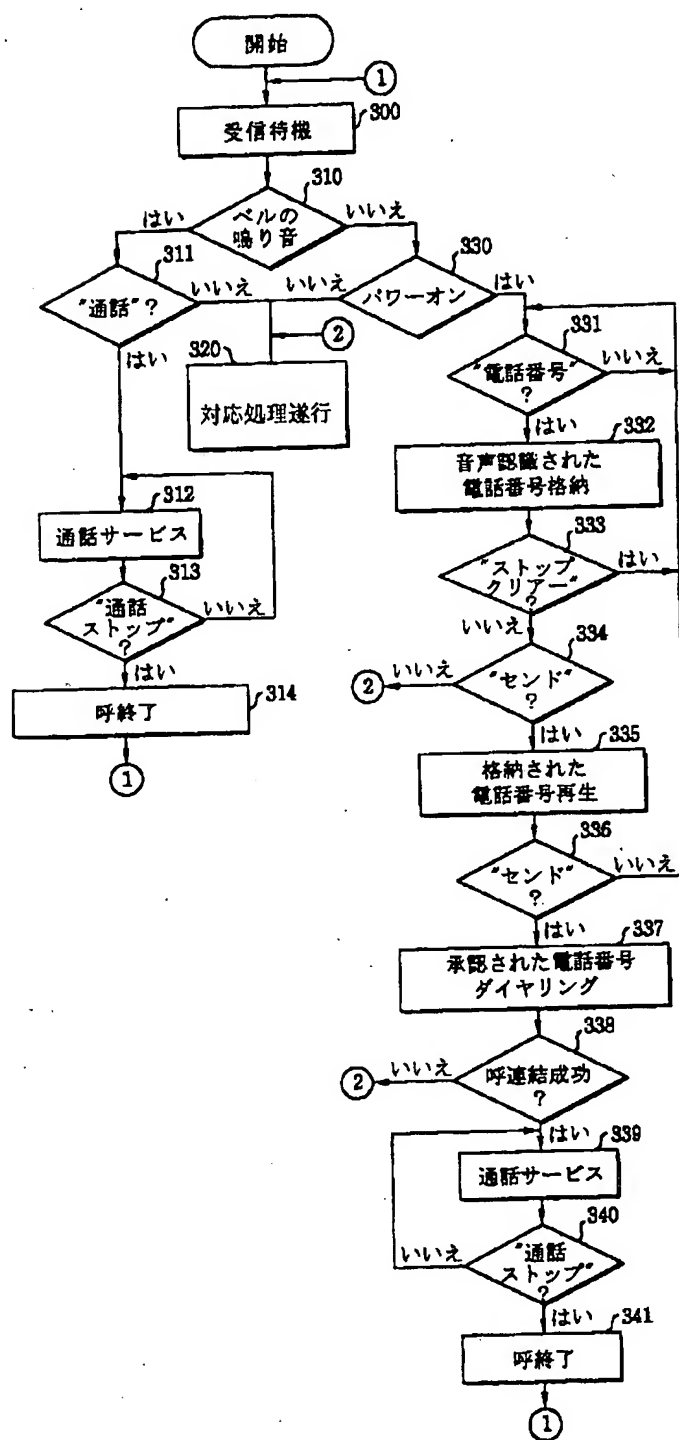 開始
①
300
受信待機
310
はい
ベルの
鳴り音
いいえ
311
330
"通話"?
いいえ
いいえ
パワーオン
はい
はい
②
320
対応処理遂行
331
"電話番号"
?
いいえ
はい
332
音声認識された
電話番号格納
312
通話サービス
333
"ストップ
クリアー"
?
はい
いいえ
313
"通話
ストップ"
?
いいえ
はい
314
呼終了
①
334
②
いいえ
"センド"
?
はい
335
格納された
電話番号再生
336
"センド"
?
いいえ
はい
337
承認された電話番号
ダイヤリング
338
②
いいえ
呼連結成功
?
はい
339
通話サービス
340
いいえ
"通話
ストップ"
?
はい
341
呼終了
①